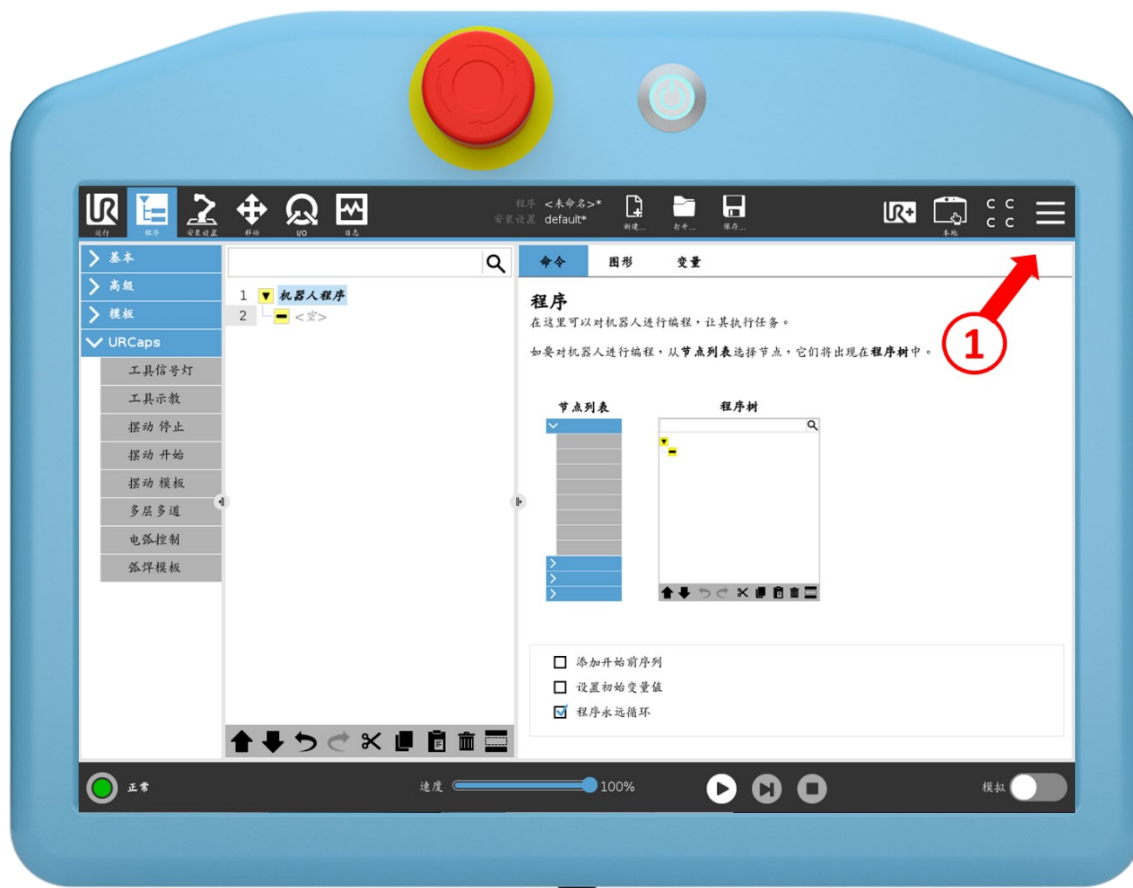 程序 <未命名>*
安装设置 default*
UR+
C C
C C
运行 程序 安装设置 移动 I/O 日志 新建... 打开... 保存... 本地
基本
高级
模板
URCaps
工具信号灯
工具示教
摆动 停止
摆动 开始
摆动 模板
多层多道
电弧控制
弧焊模板
1 机器人程序
2 <空>
命令 图形 变量
程序
在这里可以对机器人进行编程，让其执行任务。
如要对机器人进行编程，从节点列表选择节点，它们将出现在程序树中。
1
节点列表 程序树
添加开始前序列
设置初始变量值
程序永远循环
正常 速度 100% 模拟